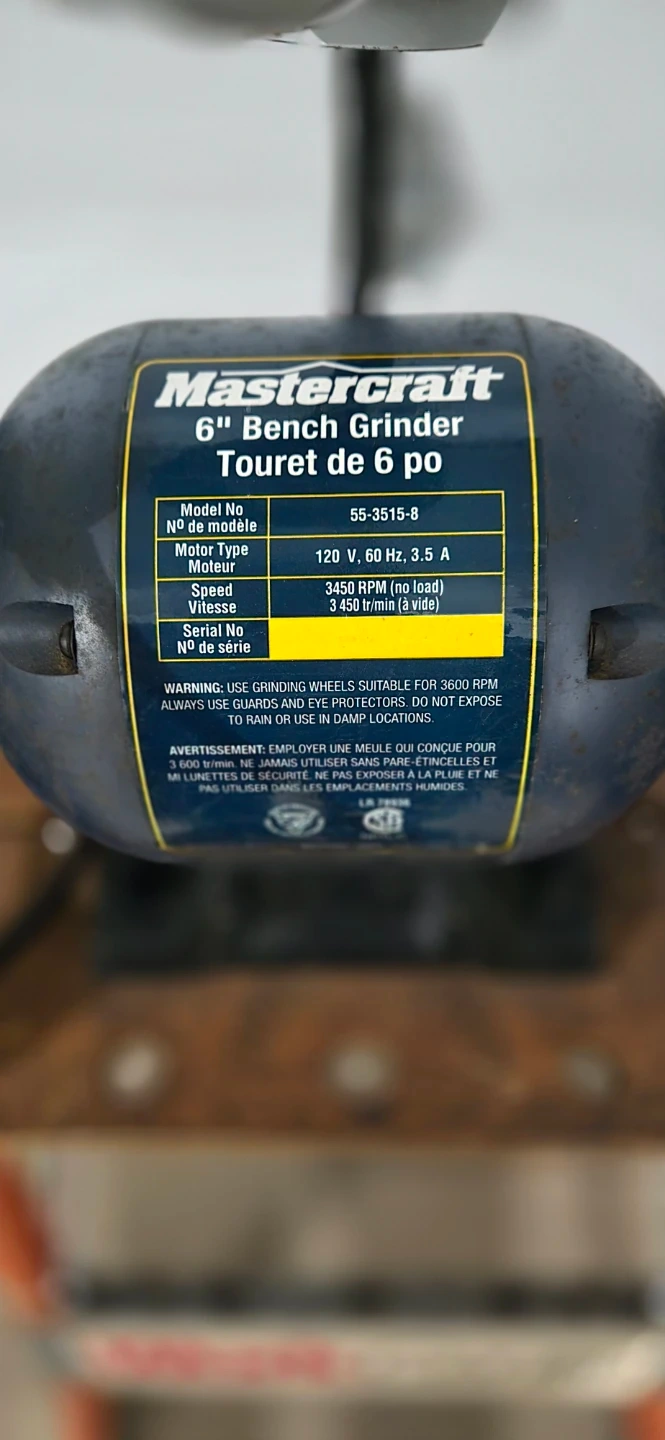 Mastercraft
6" Bench Grinder
Touret de 6 po
Model No
Nº de modèle
55-3515-8
Motor Type
Moteur
120 V, 60 Hz, 3.5 A
Speed
Vitesse
3450 RPM (no load)
3 450 tr/min (à vide)
Serial No
Nº de série
WARNING: USE GRINDING WHEELS SUITABLE FOR 3600 RPM
ALWAYS USE GUARDS AND EYE PROTECTORS. DO NOT EXPOSE
TO RAIN OR USE IN DAMP LOCATIONS.
AVERTISSEMENT: EMPLOYER UNE MEULE QUI CONÇUE POUR
3 600 tr/min. NE JAMAIS UTILISER SANS PARE-ÉTINCELLES ET
MI LUNETTES DE SÉCURITÉ. NE PAS EXPOSER À LA PLUIE ET NE
PAS UTILISER DANS LES EMPLACEMENTS HUMIDES.
LR